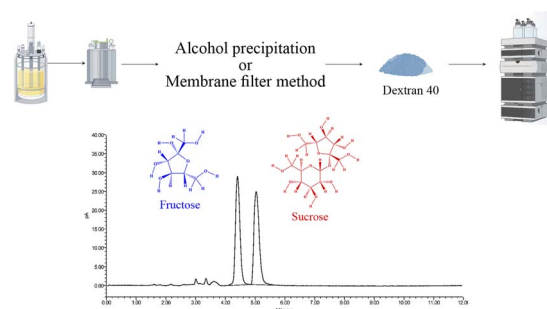 Alcohol precipitation
or
Membrane filter method
Dextran 40
Fructose
Sucrose
40.00
35.00
30.00
25.00
20.00
15.00
10.00
5.00
0.00
pA
0.00 1.00 2.00 3.00 4.00 5.00 6.00 7.00 8.00 9.00 10.00 11.00 12.00